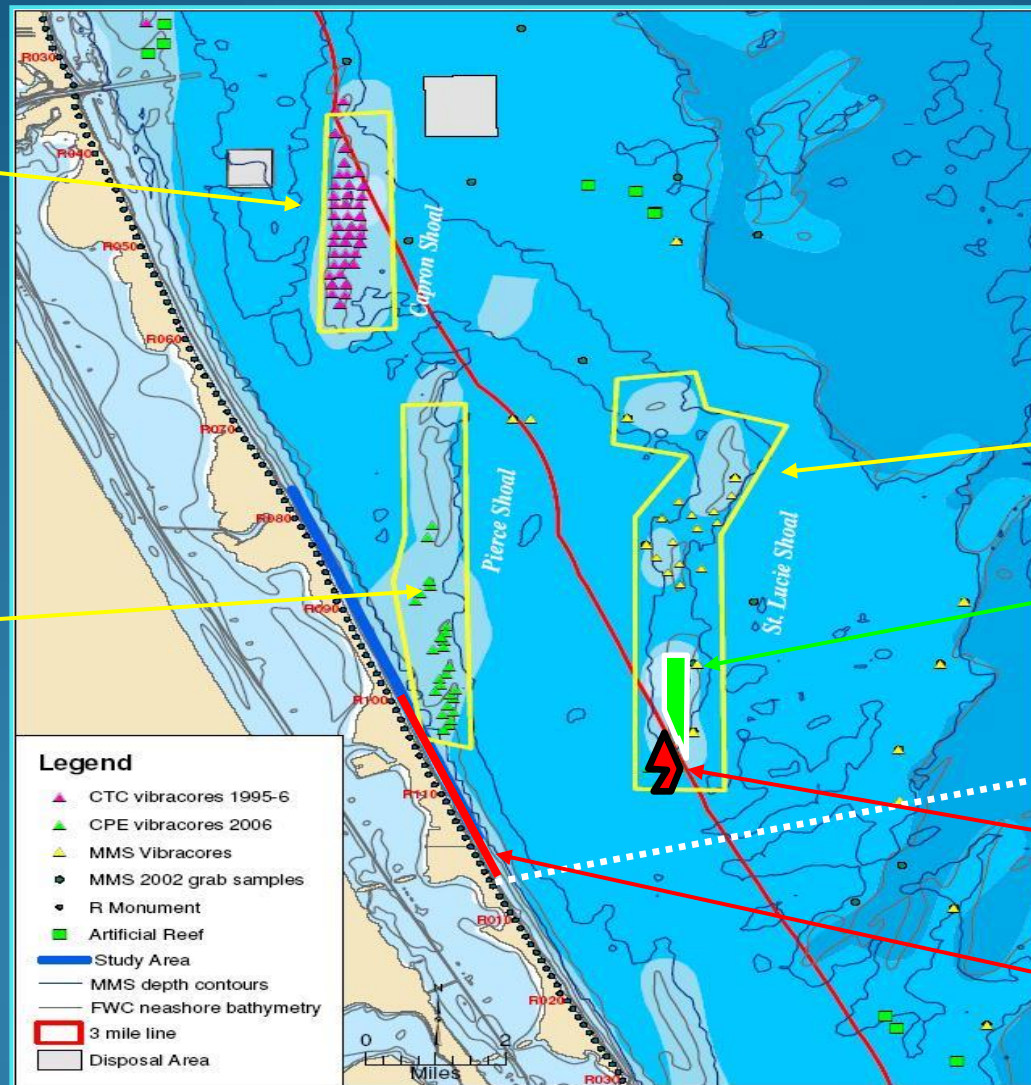 R030
R040
R050
Capron Shoal
R060
R070
Pierce Shoal
R080
St. Lucie Shoal
R090
R100
R110
R010
R020
R030
Legend
CTC vibracores 1995-6
CPE vibracores 2006
MMS Vibracores
MMS 2002 grab samples
R Monument
Artificial Reef
Study Area
MMS depth contours
FWC neashore bathymetry
3 mile line
Disposal Area
N
0 1 2
Miles